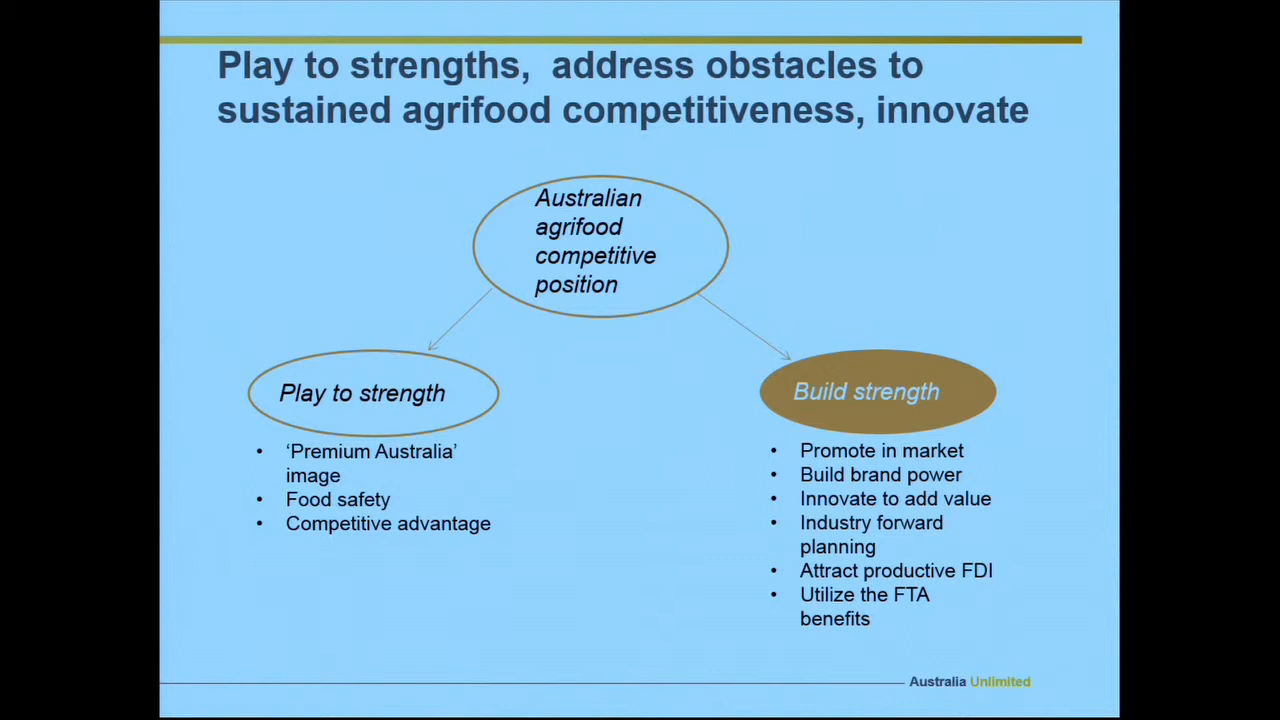 Play to strengths, address obstacles to
sustained agrifood competitiveness, innovate
Australian
agrifood
competitive
position
Play to strength
• ‘Premium Australia’
image
• Food safety
• Competitive advantage
Build strength
• Promote in market
• Build brand power
• Innovate to add value
• Industry forward
planning
• Attract productive FDI
• Utilize the FTA
benefits
Australia Unlimited